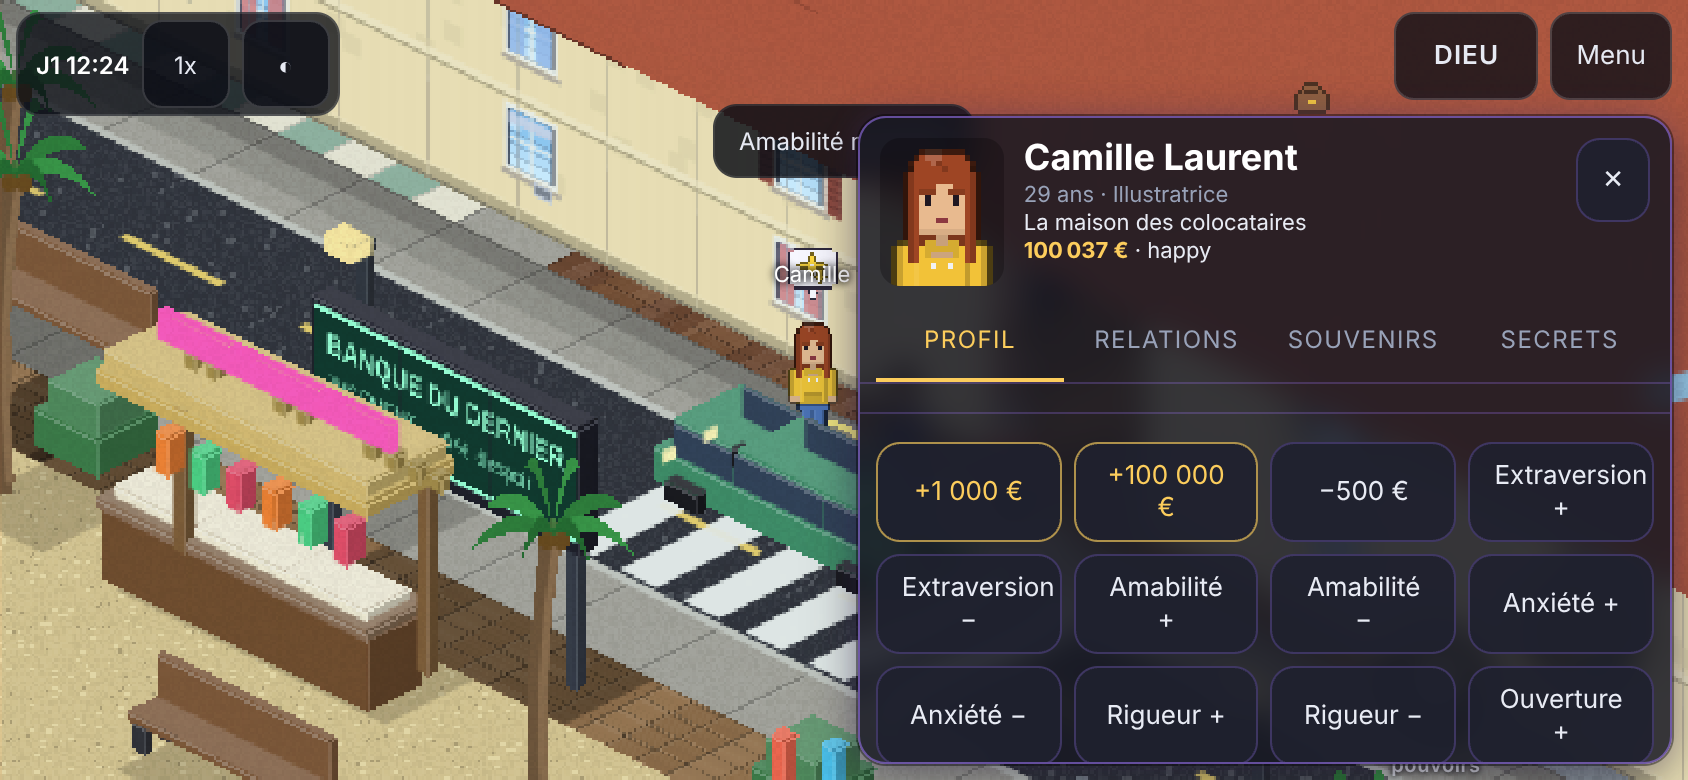 J1 12:24
1x
DIEU
Menu
Amabilité
Camille Laurent
29 ans · Illustratrice
La maison des colocataires
100 037 € · happy
✕
Camille
PROFIL
RELATIONS
SOUVENIRS
SECRETS
BANQUE DU DERNIER
+1 000 €
+100 000
€
−500 €
Extraversion
+
Extraversion
−
Amabilité
+
Amabilité
−
Anxiété +
Anxiété −
Rigueur +
Rigueur −
Ouverture
+
pouvoirs